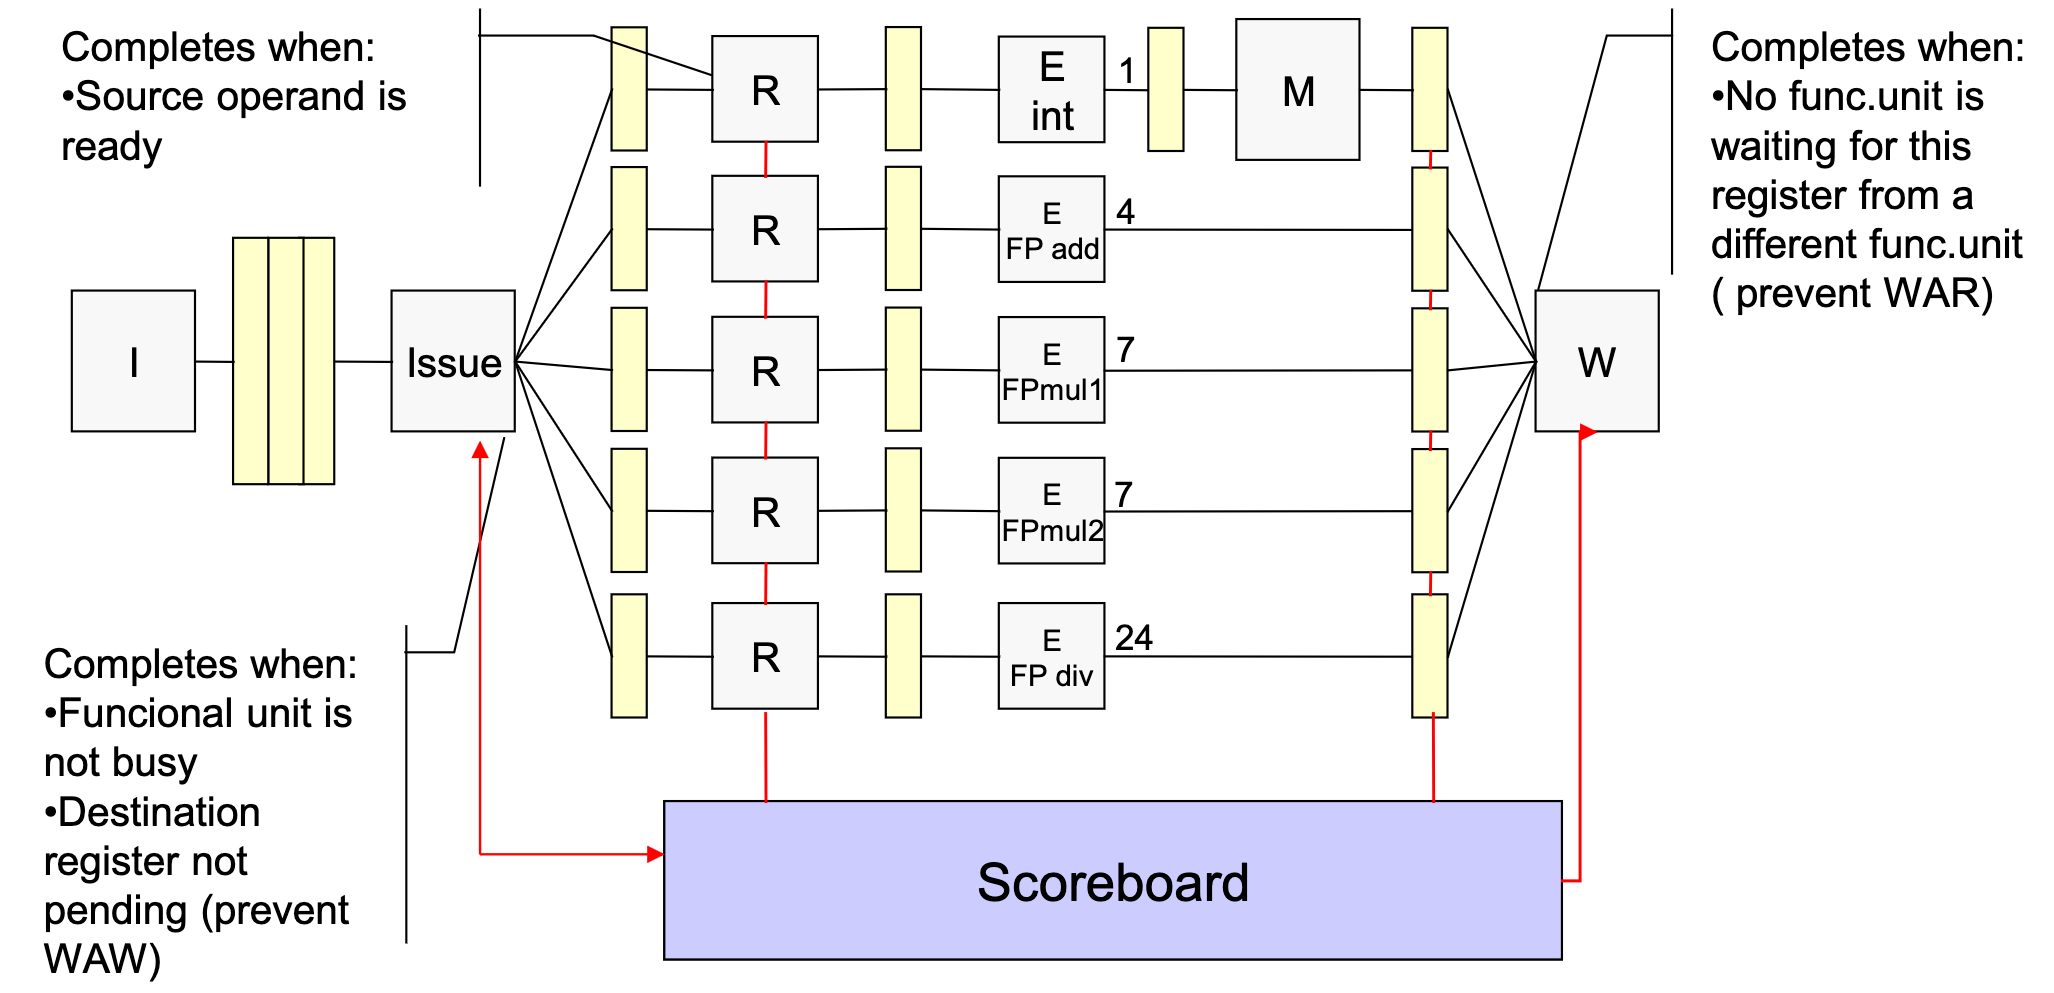 Completes when:
•Source operand is
ready
I
Issue
R
E
int
1
M
R
E
FP add
4
R
E
FPmul1
7
R
E
FPmul2
7
R
E
FP div
24
W
Completes when:
•No func.unit is
waiting for this
register from a
different func.unit
( prevent WAR)
Completes when:
•Funcional unit is
not busy
•Destination
register not
pending (prevent
WAW)
Scoreboard